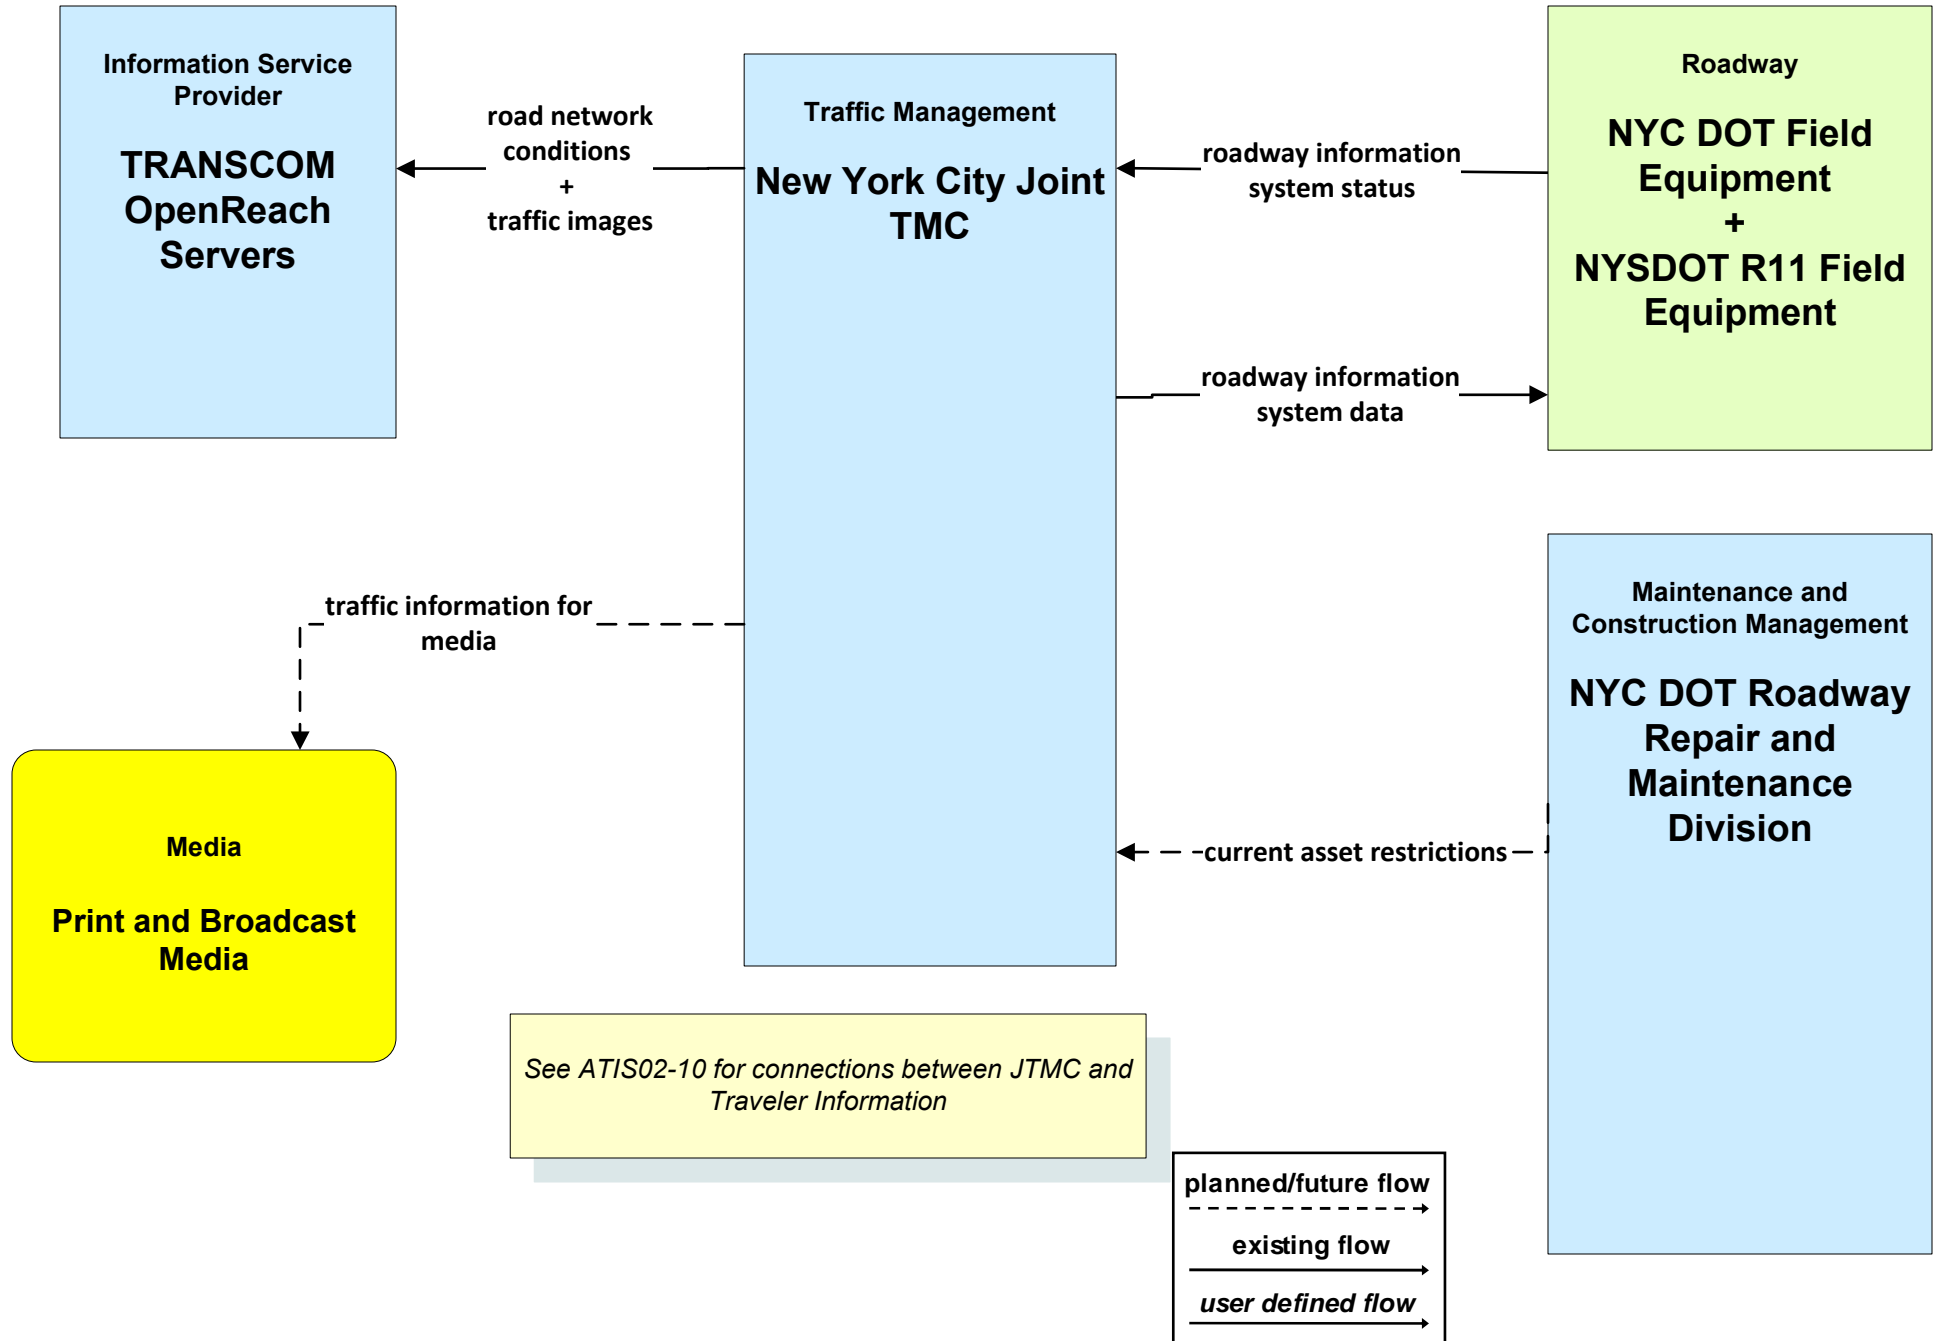 Information Service
Provider
TRANSCOM
OpenReach
Servers
road network
conditions
+
traffic images
Traffic Management
New York City Joint
TMC
roadway information
system status
roadway information
system data
Roadway
NYC DOT Field
Equipment
+
NYSDOT R11 Field
Equipment
traffic information for
media
Media
Print and Broadcast
Media
current asset restrictions
Maintenance and
Construction Management
NYC DOT Roadway
Repair and
Maintenance
Division
See ATIS02-10 for connections between JTMC and
Traveler Information
planned/future flow
existing flow
user defined flow